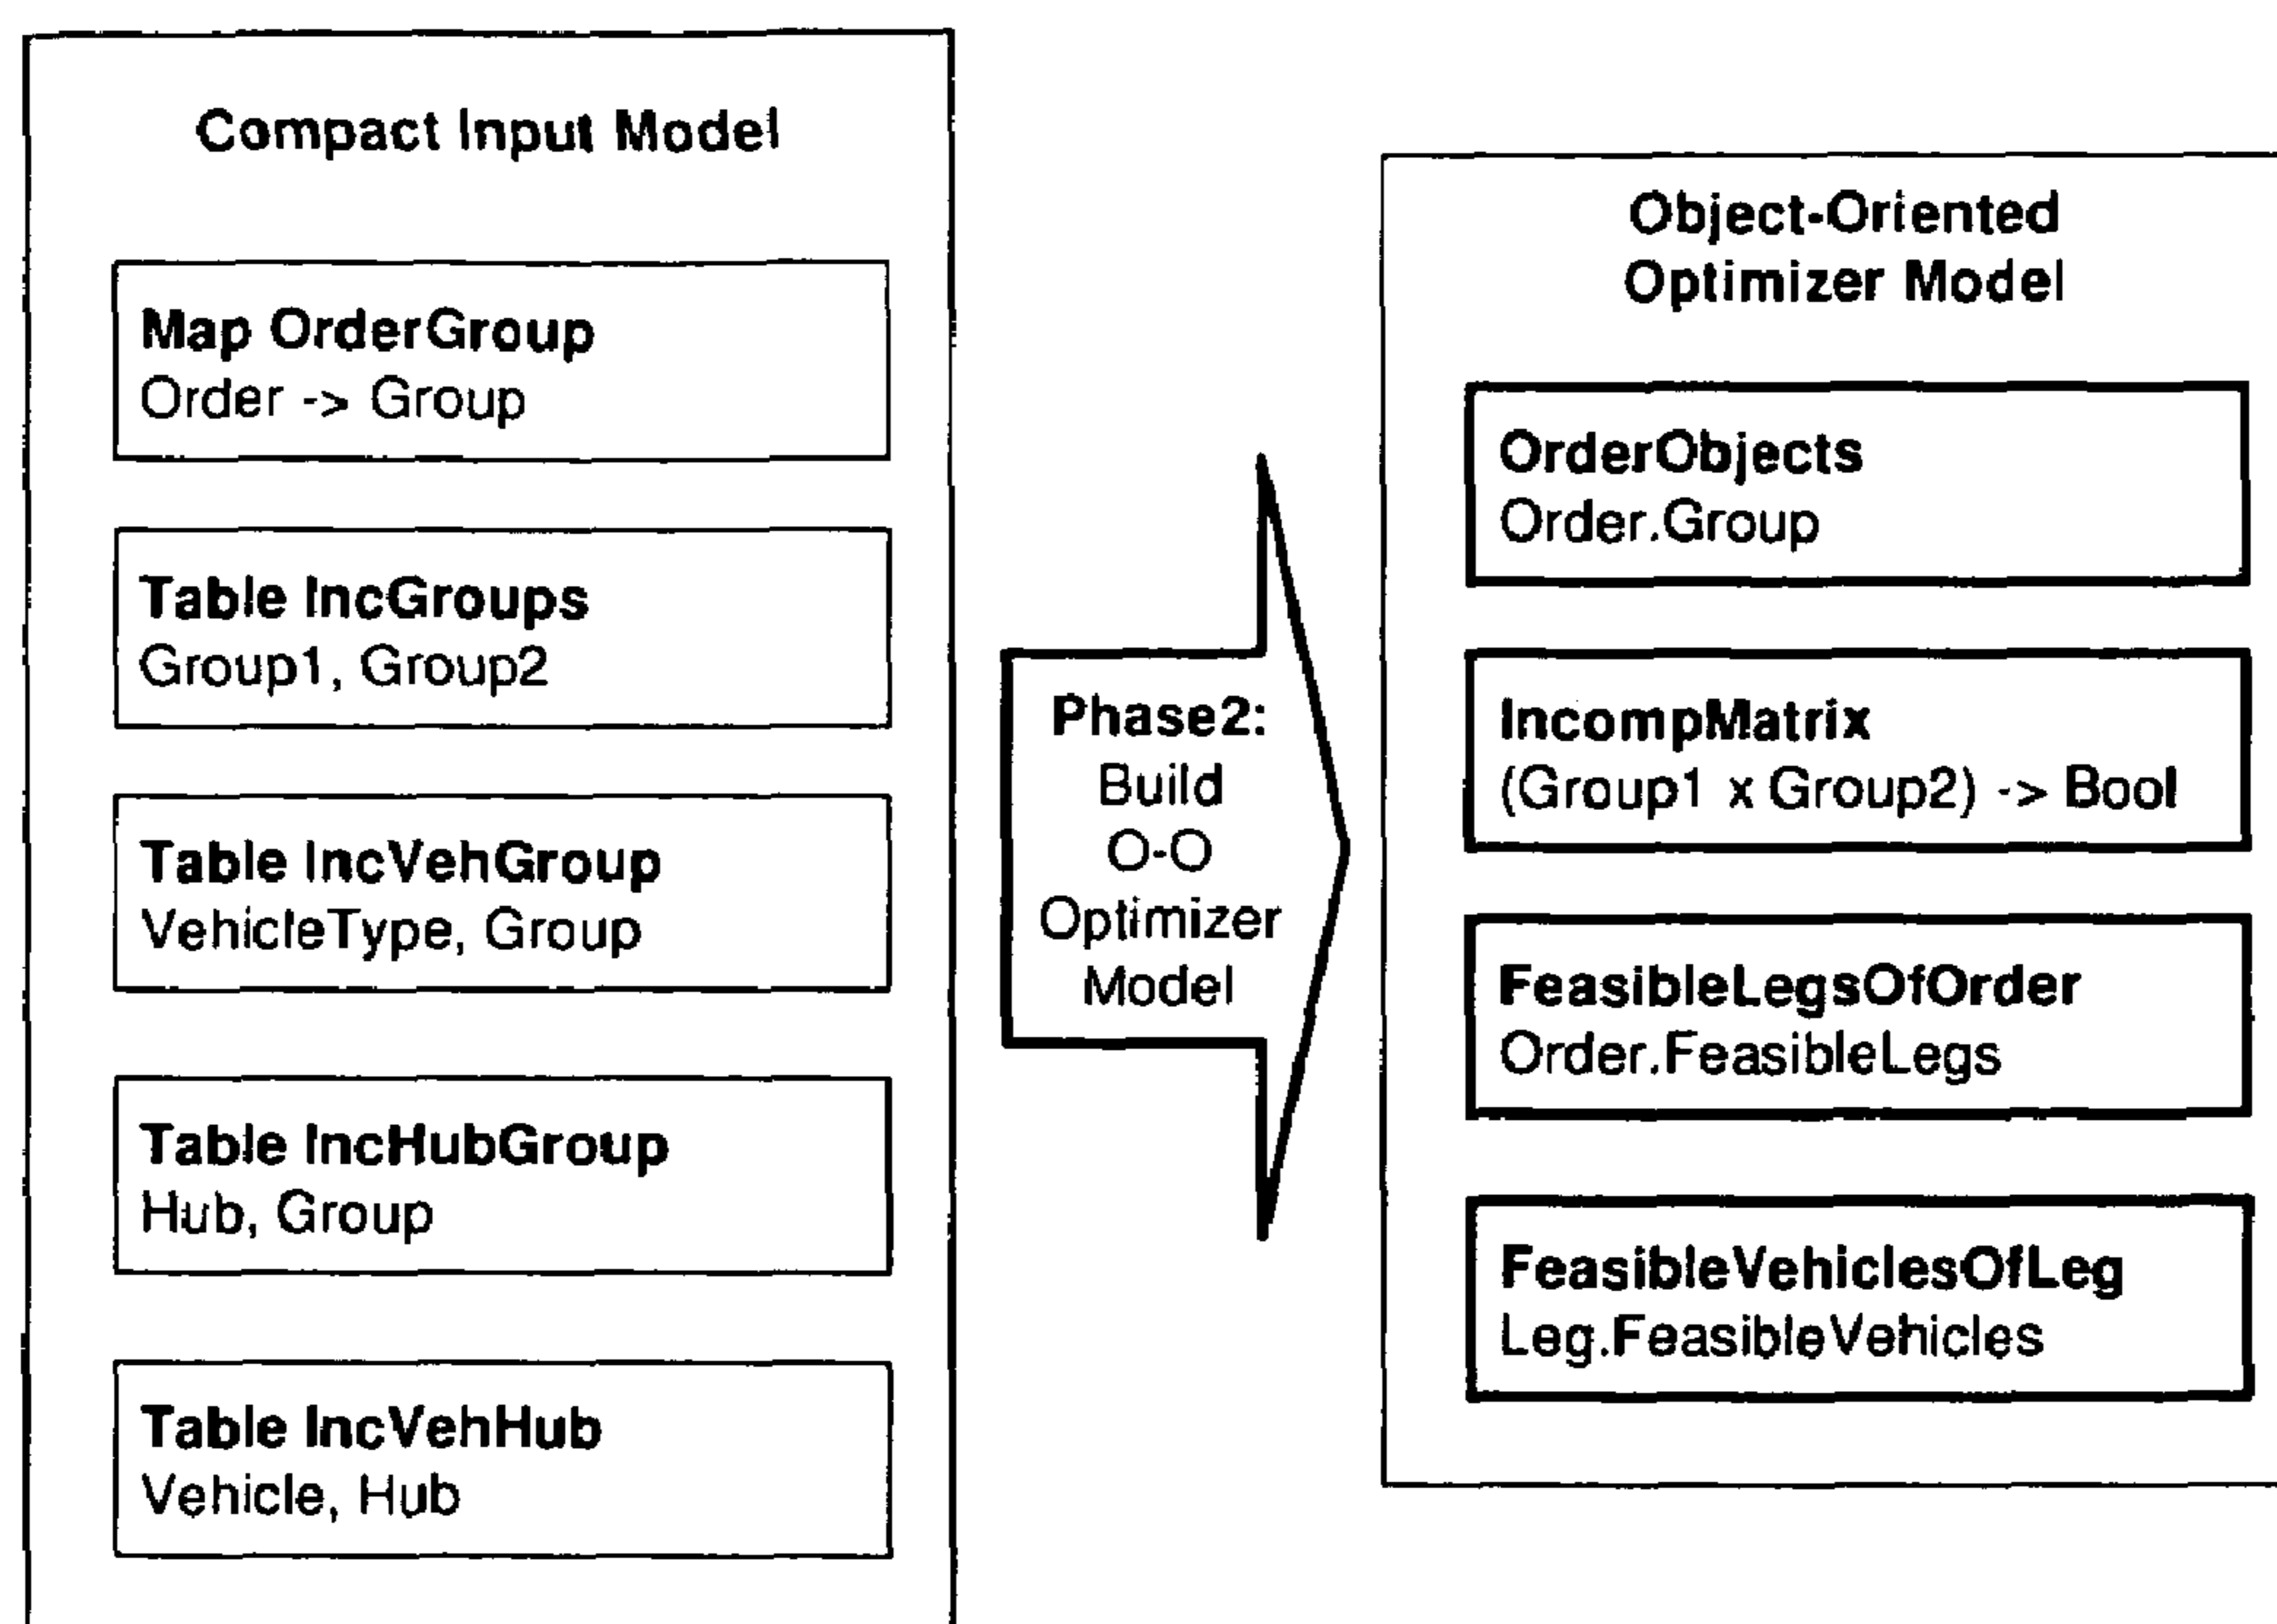 Compact Input Model
Map OrderGroup
Order -> Group
Table IncGroups
Group1, Group2
Table IncVehGroup
VehicleType, Group
Table IncHubGroup
Hub, Group
Table IncVehHub
Vehicle, Hub
Phase2:
Build
O-O
Optimizer
Model
Object-Oriented
Optimizer Model
OrderObjects
Order.Group
IncompMatrix
(Group1 x Group2) -> Bool
FeasibleLegsOfOrder
Order.FeasibleLegs
FeasibleVehiclesOfLeg
Leg.FeasibleVehicles